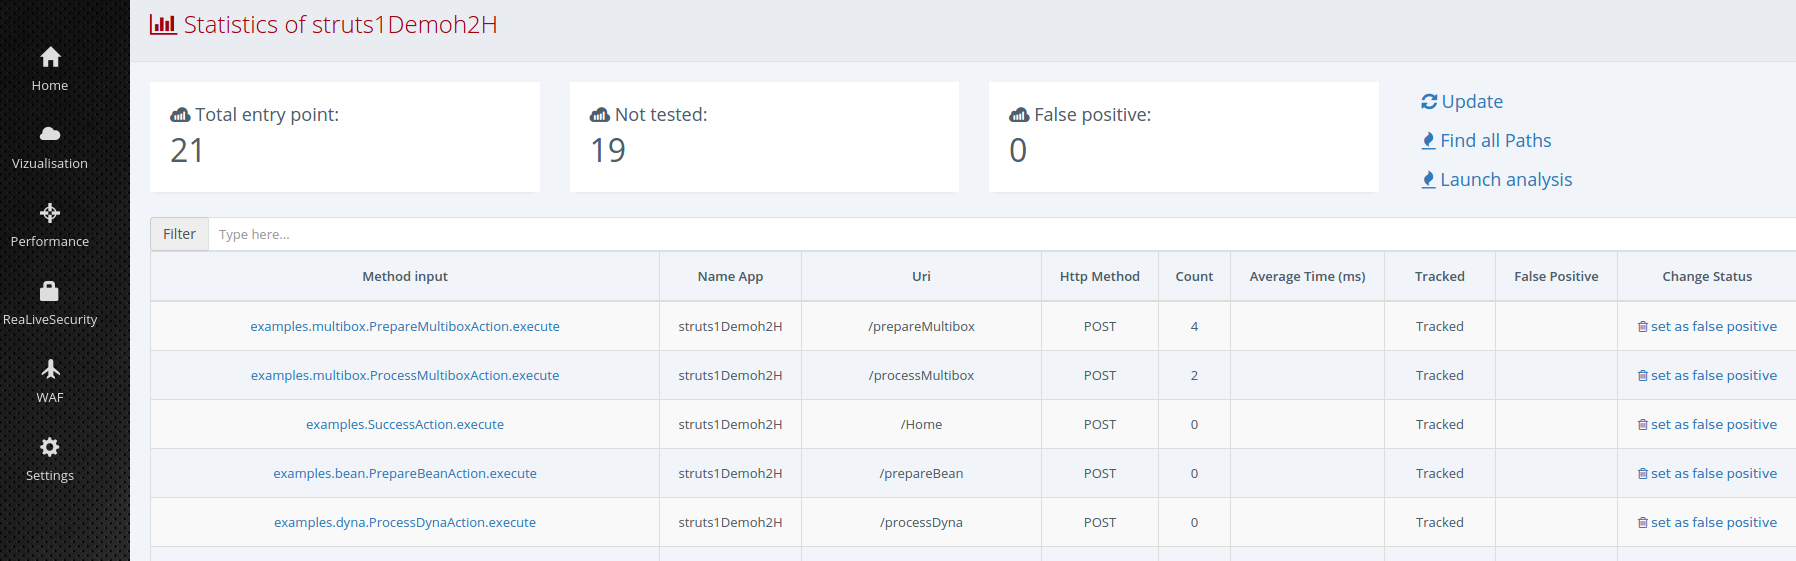 Statistics of struts1Demoh2H
Home
Vizualisation
Performance
ReaLiveSecurity
WAF
Settings
Total entry point:
21
Not tested:
19
False positive:
0
Update
Find all Paths
Launch analysis
Filter Type here...
Method input Name App Uri Http Method Count Average Time (ms) Tracked False Positive Change Status
examples.multibox.PrepareMultiboxAction.execute struts1Demoh2H /prepareMultibox POST 4 Tracked set as false positive
examples.multibox.ProcessMultiboxAction.execute struts1Demoh2H /processMultibox POST 2 Tracked set as false positive
examples.SuccessAction.execute struts1Demoh2H /Home POST 0 Tracked set as false positive
examples.bean.PrepareBeanAction.execute struts1Demoh2H /prepareBean POST 0 Tracked set as false positive
examples.dyna.ProcessDynaAction.execute struts1Demoh2H /processDyna POST 0 Tracked set as false positive